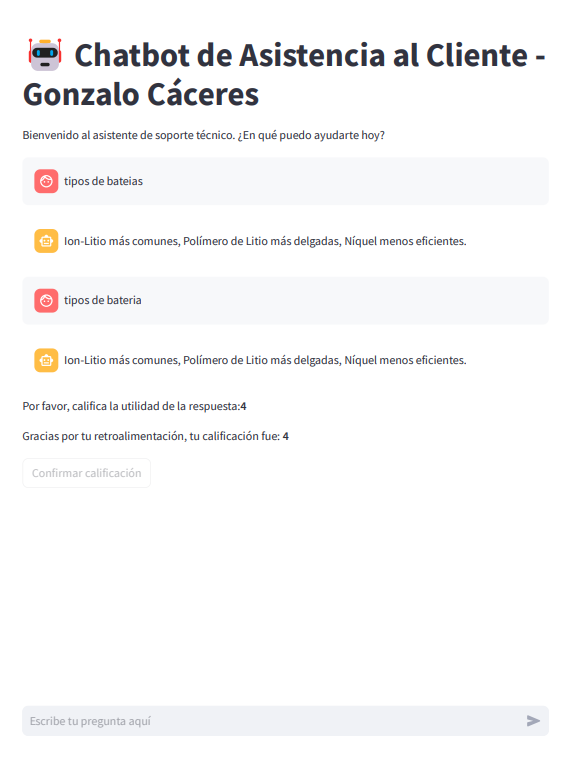 Chatbot de Asistencia al Cliente -
Gonzalo Cáceres
Bienvenido al asistente de soporte técnico. ¿En qué puedo ayudarte hoy?
tipos de bateias
Ion-Litio más comunes, Polímero de Litio más delgadas, Níquel menos eficientes.
tipos de bateria
Ion-Litio más comunes, Polímero de Litio más delgadas, Níquel menos eficientes.
Por favor, califica la utilidad de la respuesta:4
Gracias por tu retroalimentación, tu calificación fue: 4
Confirmar calificación
Escribe tu pregunta aquí